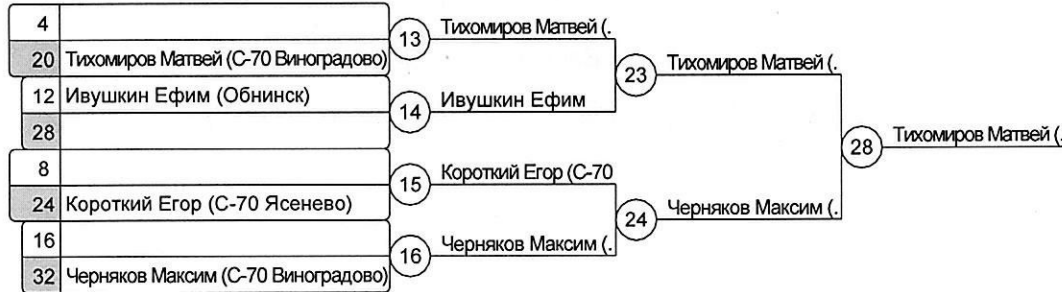 4
20 Тихомиров Матвей (С-70 Виноградово)
13
Тихомиров Матвей (.
12 Ивушкин Ефим (Обнинск)
28
14
Ивушкин Ефим
23
Тихомиров Матвей (.
8
24 Короткий Егор (С-70 Ясенево)
15
Короткий Егор (С-70
16
32 Черняков Максим (С-70 Виноградово)
16
Черняков Максим (.
24
Черняков Максим (.
28
Тихомиров Матвей (.